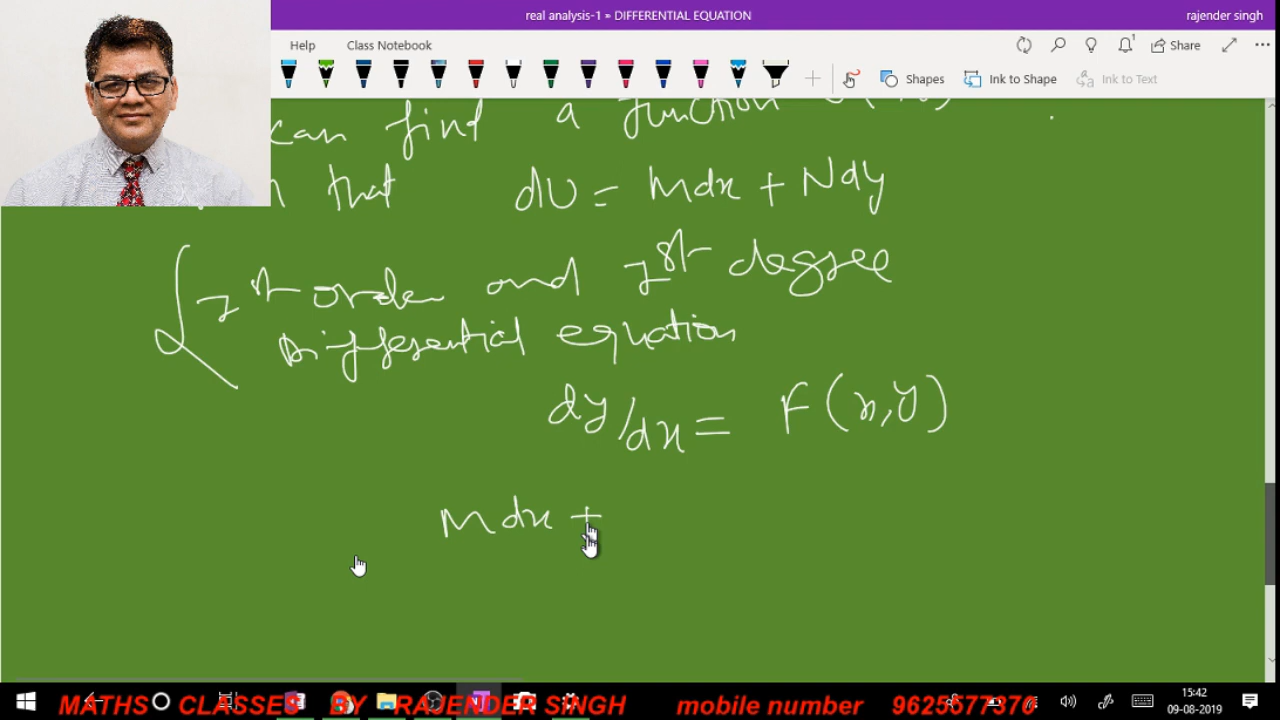 real analysis-1 » DIFFERENTIAL EQUATION
rajender singh
Help Class Notebook Share
Shapes Ink to Shape Ink to Text
can find a function
that dU = Mdx + Ndy
1st order and 1st degree
Differential equation
dy/dx = F(x,y)
Mdx +
MATHS CLASSES BY RAJENDER SINGH mobile number 9625577370
15:42
09-08-2019